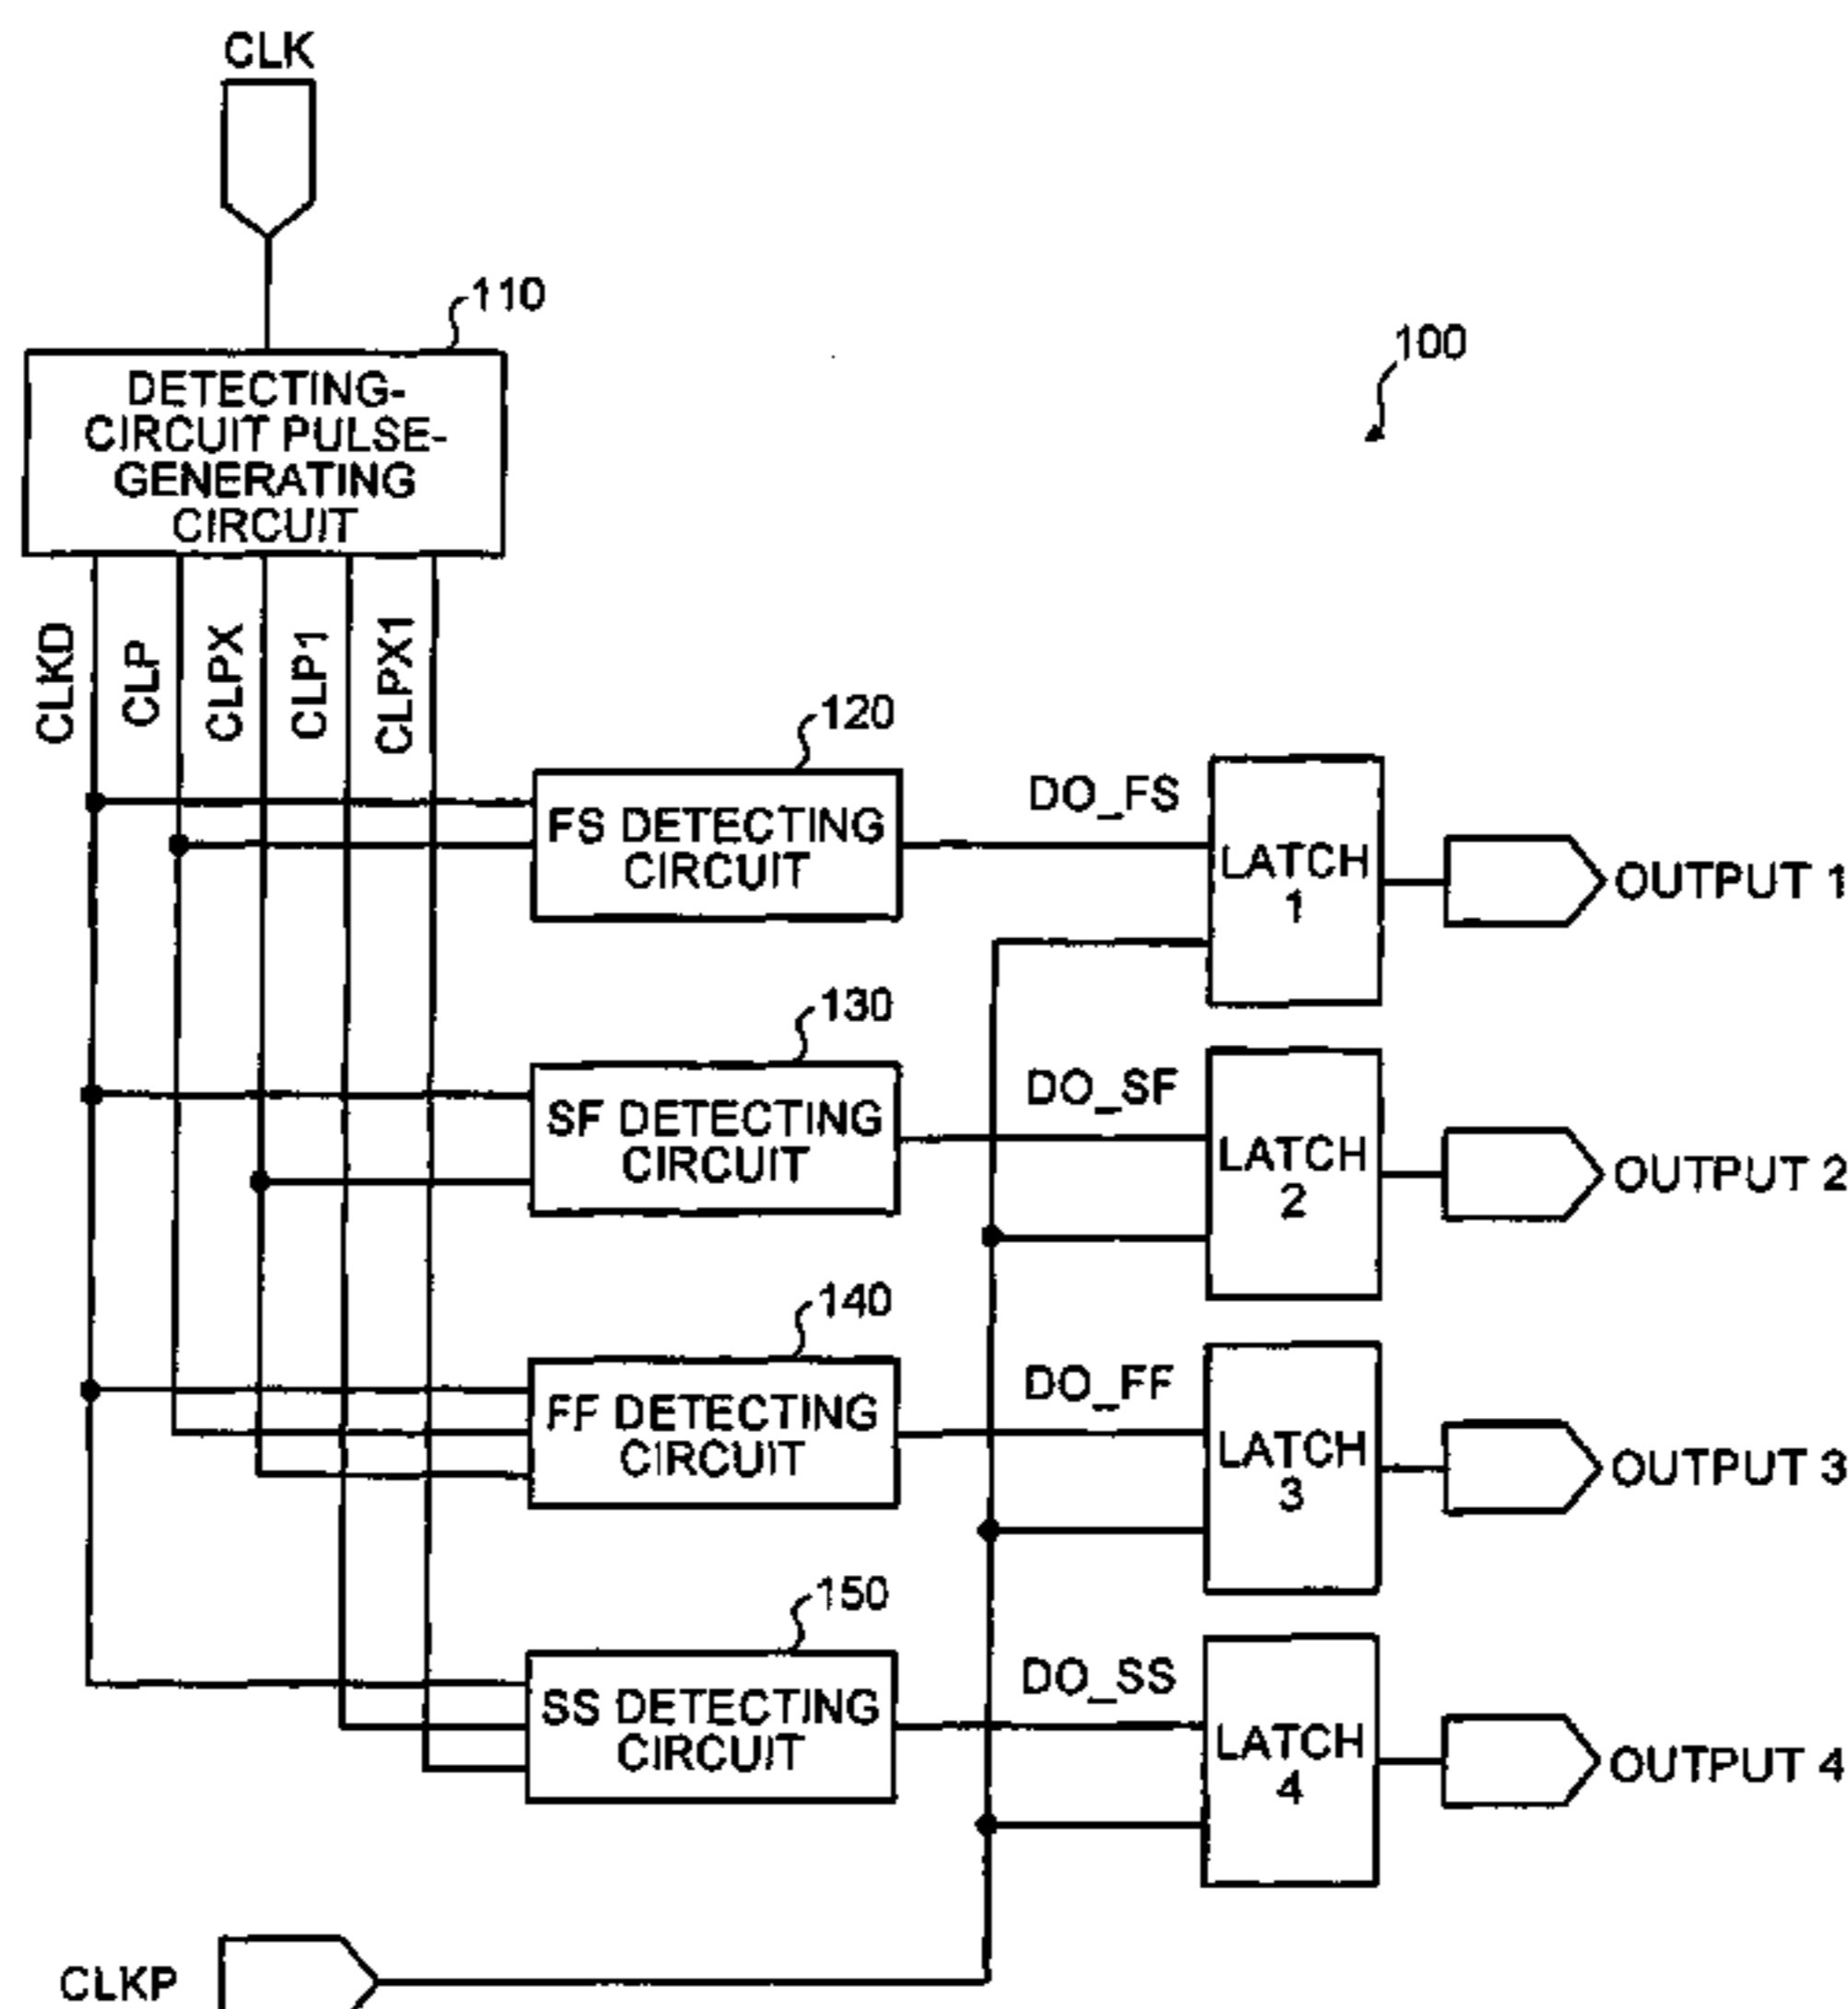 CLK
110
DETECTING-
CIRCUIT PULSE-
GENERATING
CIRCUIT
100
CLKD
CLP
CLPX
CLP1
CLPX1
120
FS DETECTING
CIRCUIT
DO_FS
LATCH
1
OUTPUT 1
130
SF DETECTING
CIRCUIT
DO_SF
LATCH
2
OUTPUT 2
140
FF DETECTING
CIRCUIT
DO_FF
LATCH
3
OUTPUT 3
150
SS DETECTING
CIRCUIT
DO_SS
LATCH
4
OUTPUT 4
CLKP